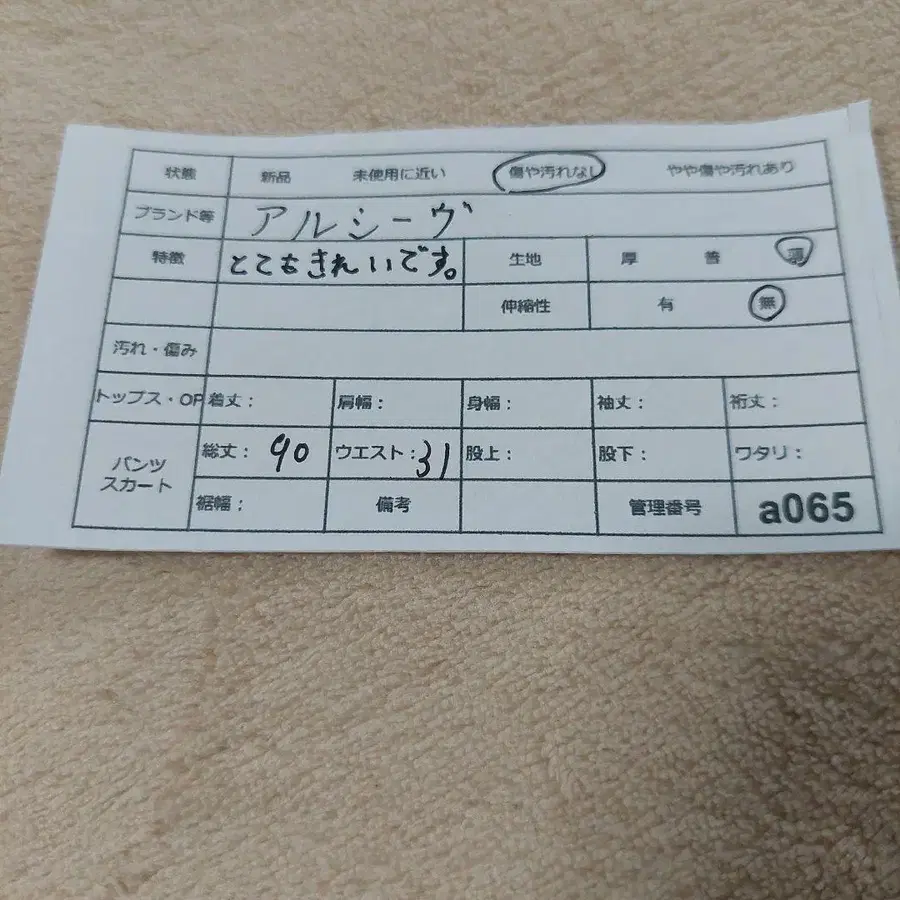 状態 新品 未使用に近い 傷や汚れなし やや傷や汚れあり
ブランド等 アルシーヴ
特徴 とてもきれいです。 生地 厚 普 薄
伸縮性 有 無
汚れ・傷み
トップス・OP 着丈： 肩幅： 身幅： 袖丈： 裄丈：
パンツ スカート 総丈： 90 ウエスト： 31 股上： 股下： ワタリ：
裾幅： 備考 管理番号 a065